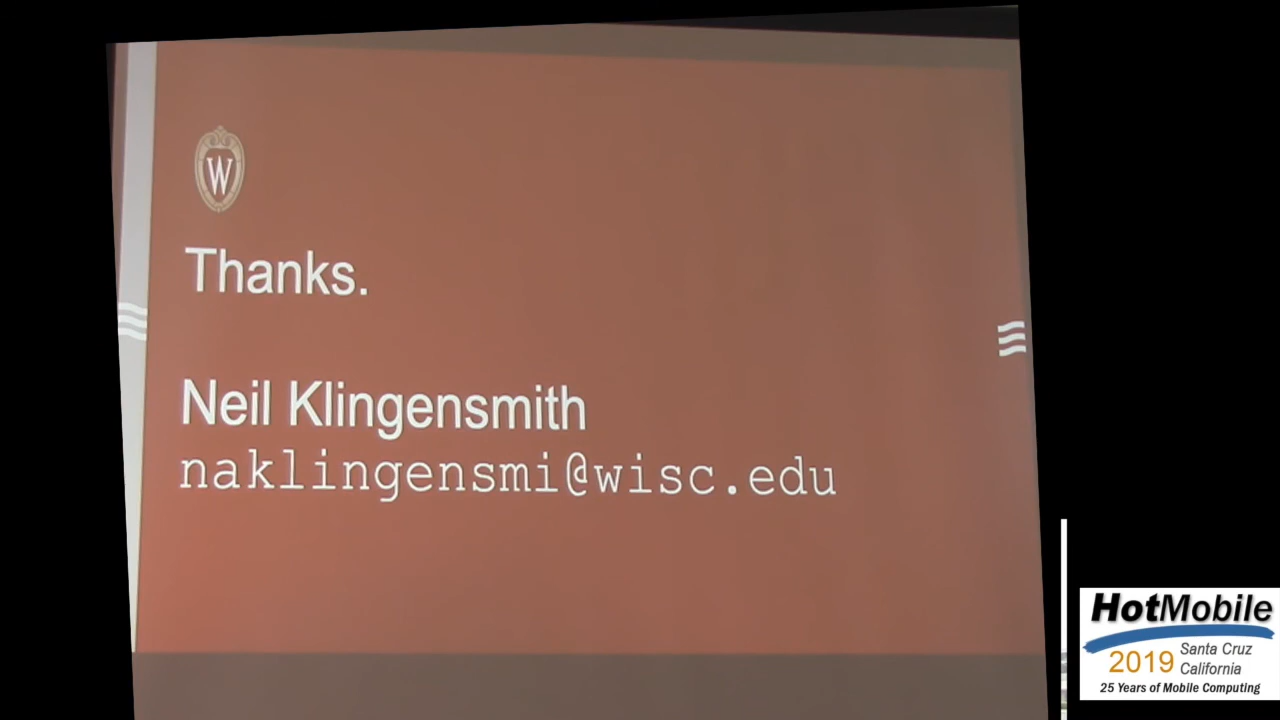 W
Thanks.
Neil Klingensmith
naklingensmi@wisc.edu
HotMobile
2019 Santa Cruz
California
25 Years of Mobile Computing